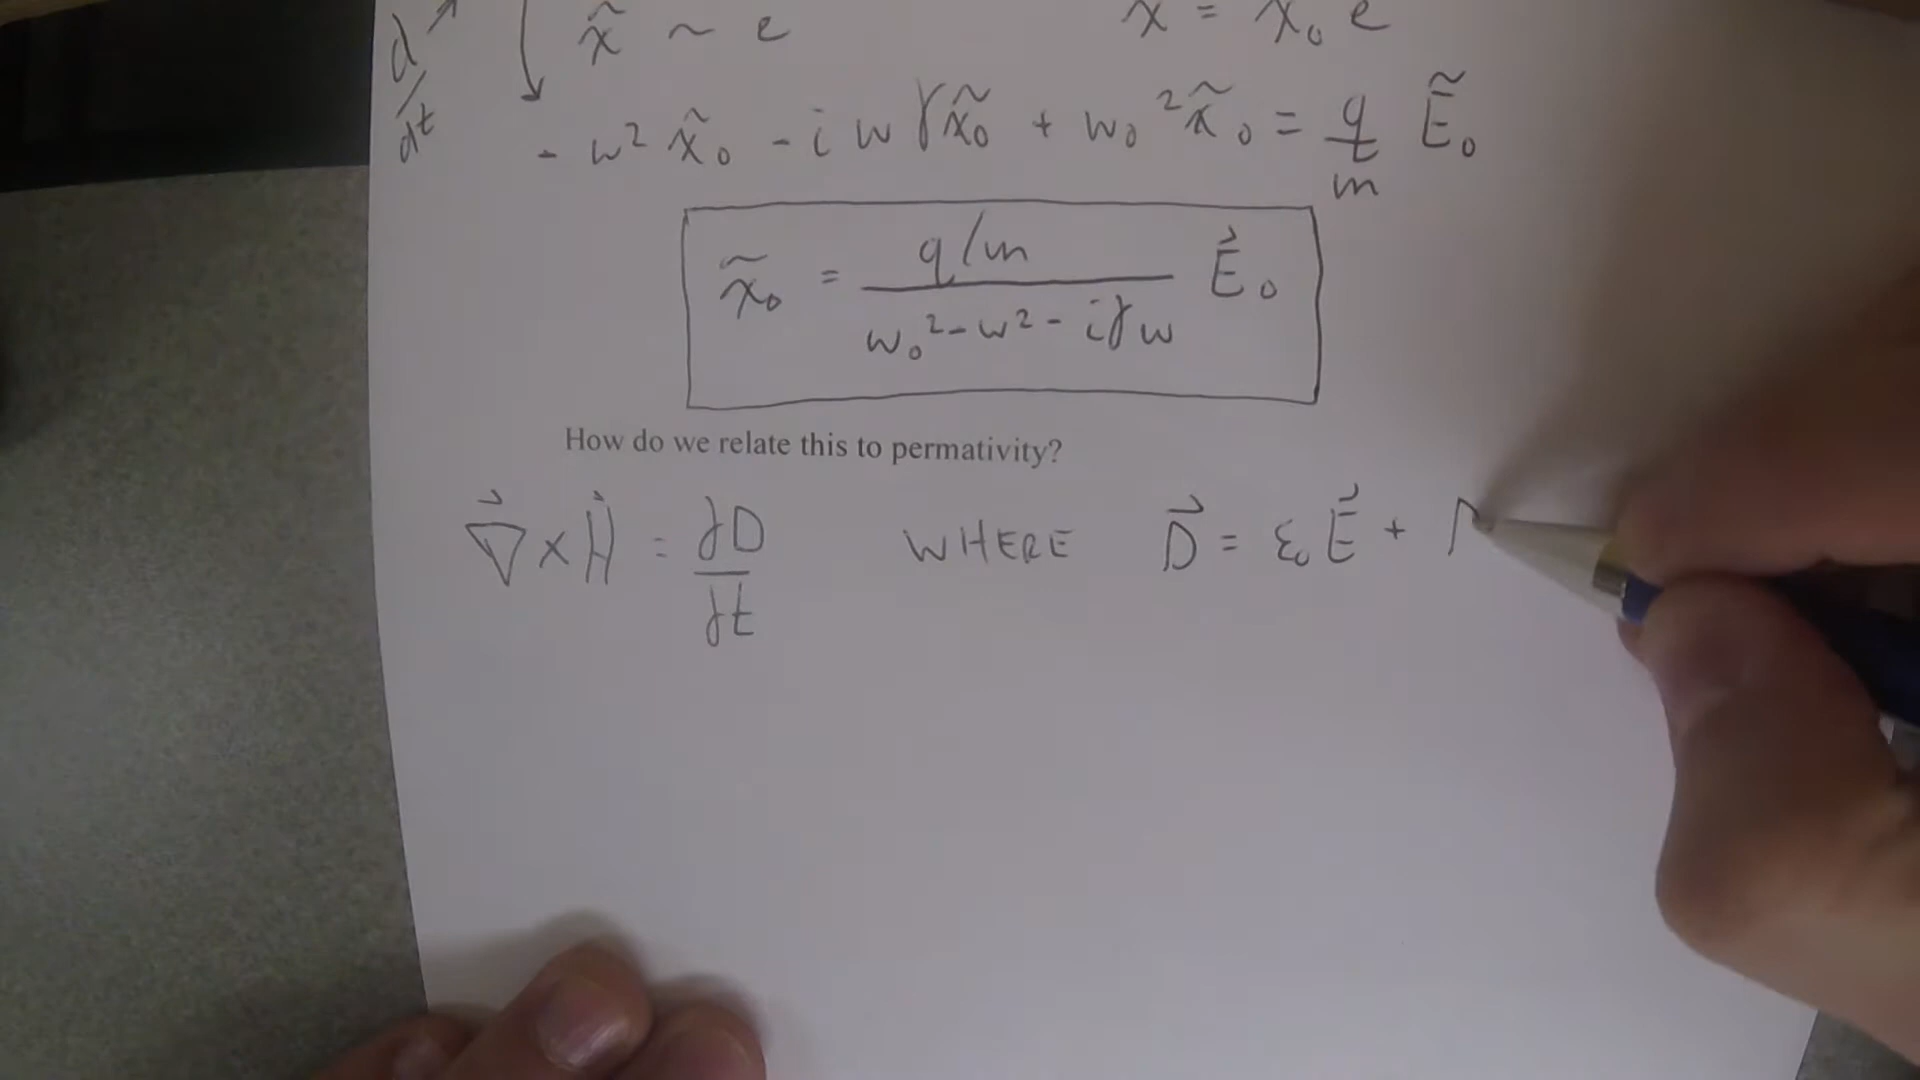 d/dt
x̃ ~ e x = x₀ e
- w² x̃₀ - i w γ x̃₀ + w₀² x̃₀ = q/m Ẽ₀
x̃₀ = q/m / w₀² - w² - iγw E⃗₀
How do we relate this to permativity?
∇⃗ x H⃗ = ∂D/∂t WHERE D⃗ = ε₀ E⃗ +